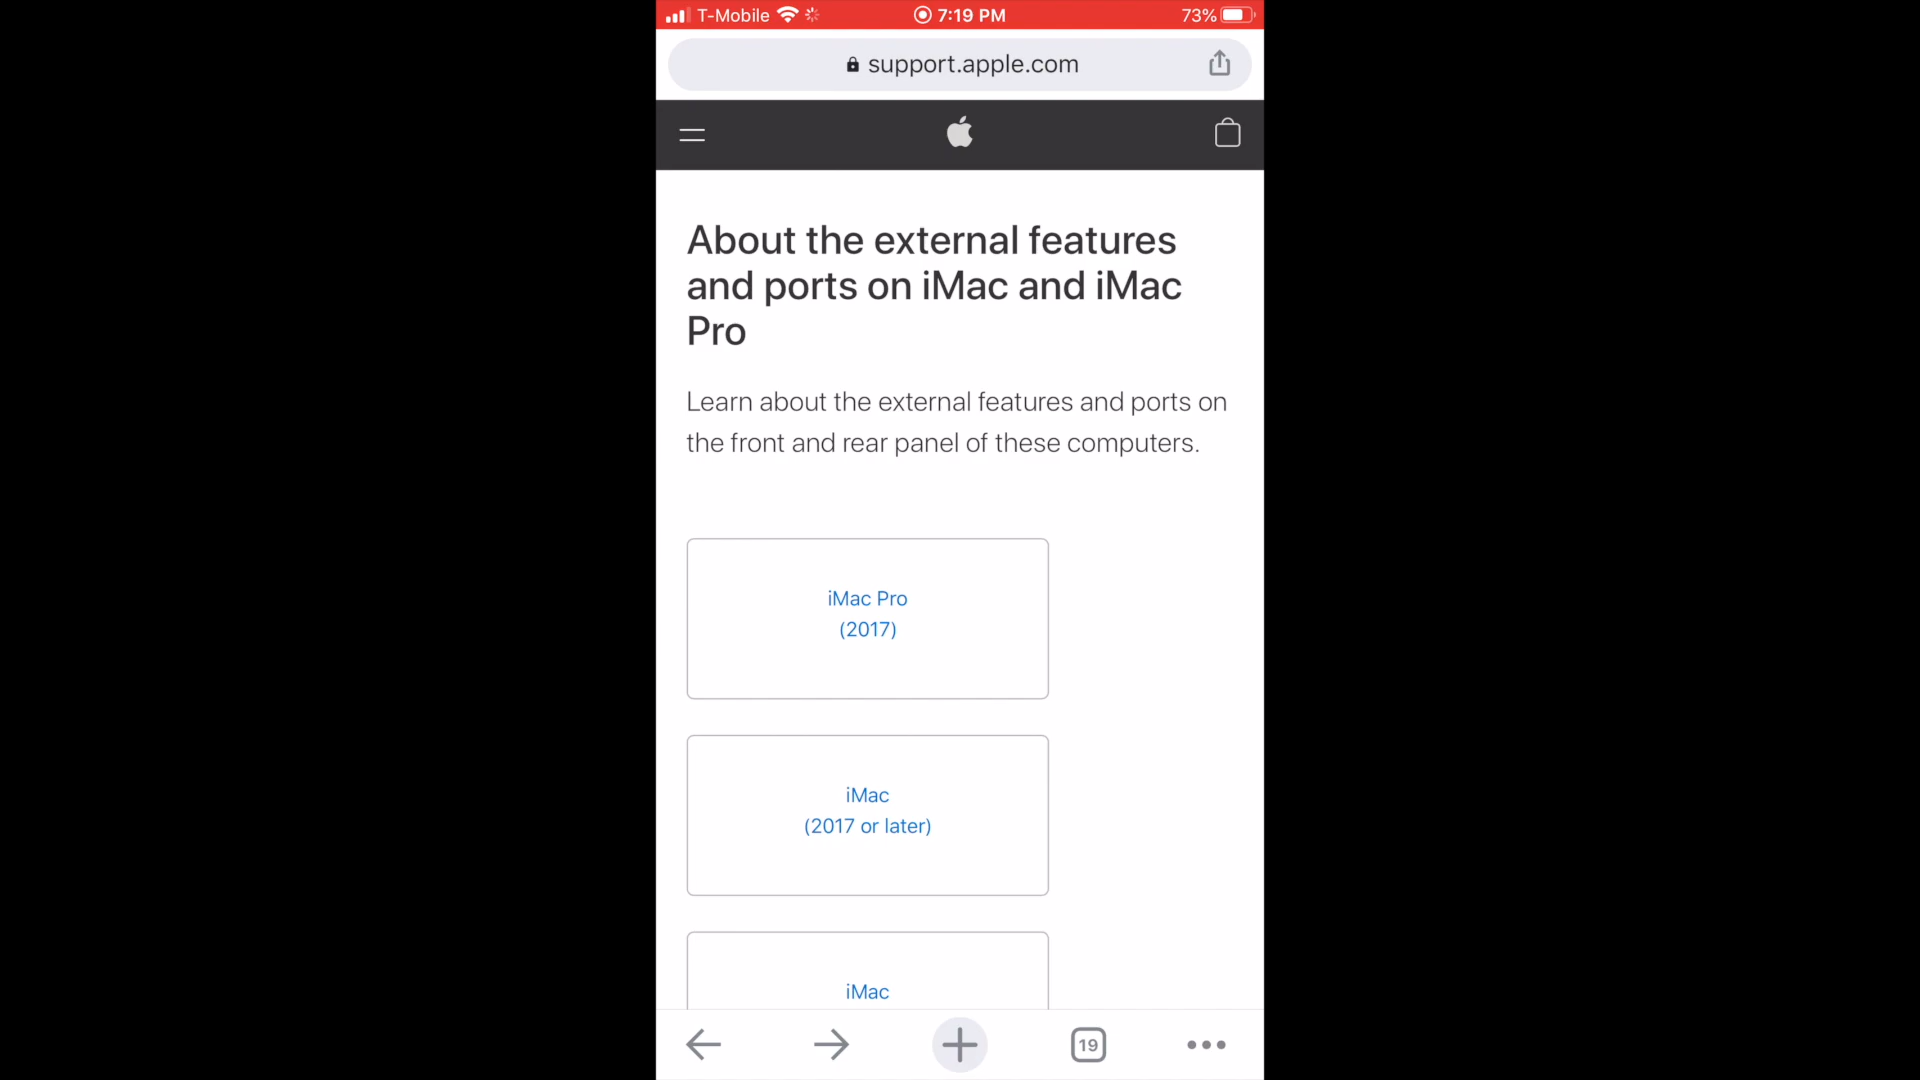 T-Mobile 7:19 PM 73%
support.apple.com
About the external features
and ports on iMac and iMac
Pro
Learn about the external features and ports on
the front and rear panel of these computers.
iMac Pro
(2017)
iMac
(2017 or later)
iMac
19